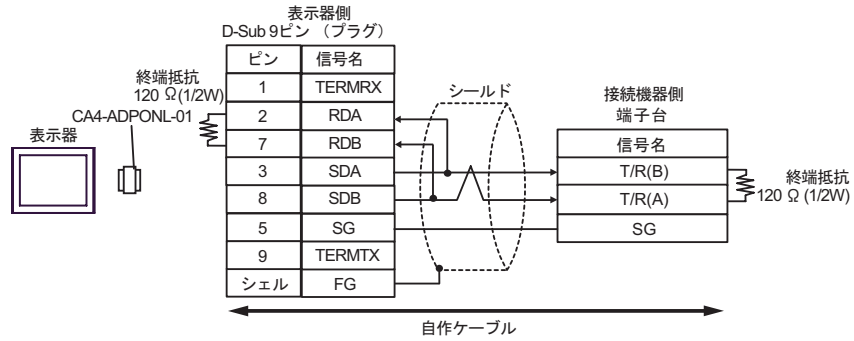 表示器側
D-Sub 9ピン （プラグ）
ピン 信号名
1 TERMRX
2 RDA
7 RDB
3 SDA
8 SDB
5 SG
9 TERMTX
シェル FG
終端抵抗
120 Ω(1/2W)
CA4-ADPONL-01
表示器
シールド
接続機器側
端子台
信号名
T/R(B)
T/R(A)
SG
終端抵抗
120 Ω (1/2W)
自作ケーブル